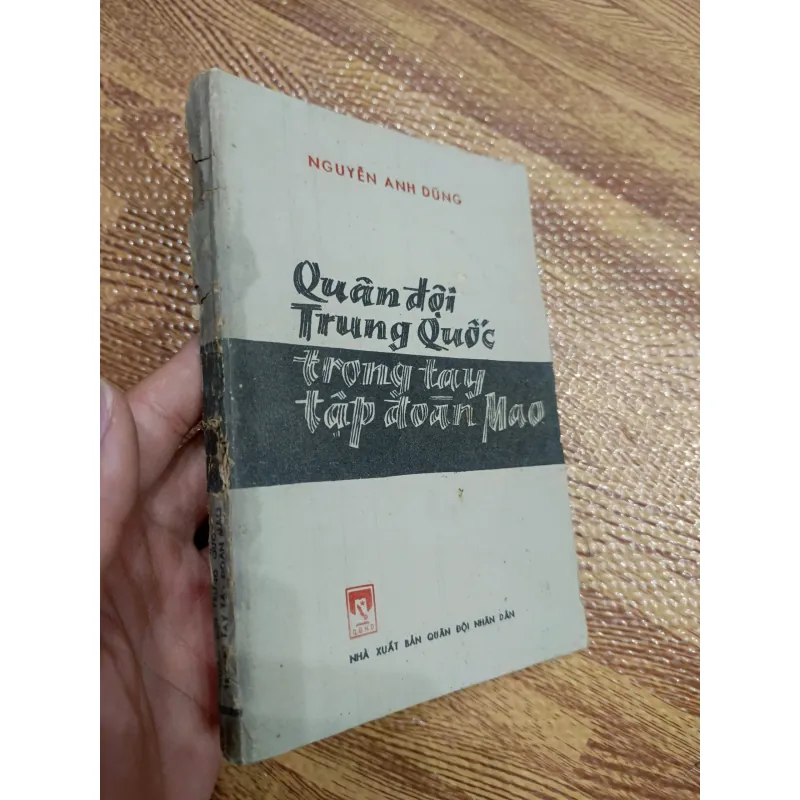 NGUYỄN ANH DŨNG
Quân đội
Trung Quốc
trong tay
tập đoàn Mao
NHÀ XUẤT BẢN QUÂN ĐỘI NHÂN DÂN